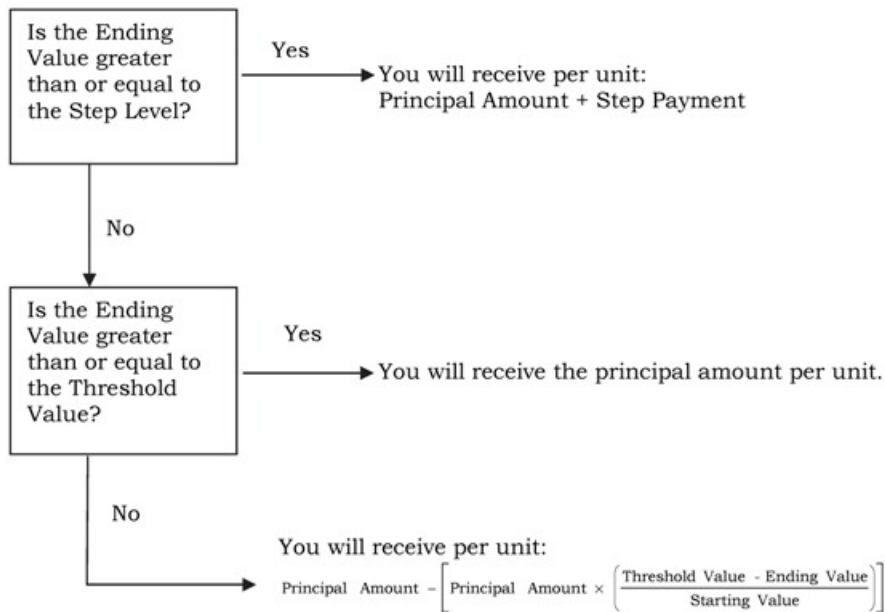 Is the Ending
Value greater
than or equal to
the Step Level?
Yes
You will receive per unit:
Principal Amount + Step Payment
No
Is the Ending
Value greater
than or equal to
the Threshold
Value?
Yes
You will receive the principal amount per unit.
No
You will receive per unit:
Principal Amount − [Principal Amount × (Threshold Value - Ending Value / Starting Value)]